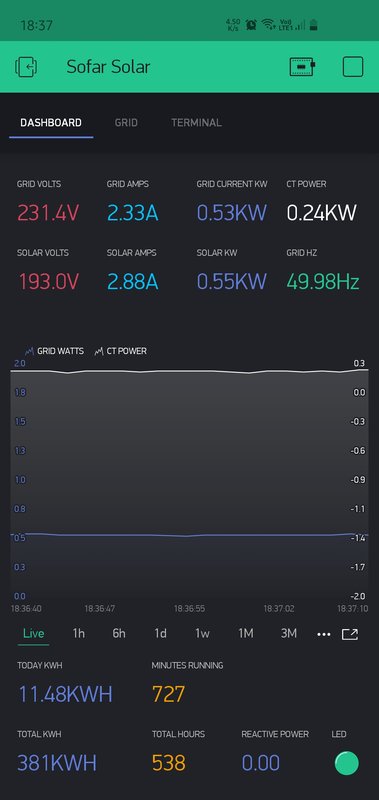 18:37
4.50 K/s VoD LTE1
Sofar Solar
DASHBOARD GRID TERMINAL
GRID VOLTS GRID AMPS GRID CURRENT KW CT POWER
231.4V 2.33A 0.53KW 0.24KW
SOLAR VOLTS SOLAR AMPS SOLAR KW GRID HZ
193.0V 2.88A 0.55KW 49.98Hz
GRID WATTS CT POWER
2.0 0.3
1.8 0.0
1.5 -0.3
1.3 -0.6
1.0 -0.9
0.8 -1.1
0.5 -1.4
0.3 -1.7
0.0 -2.0
18:36:40 18:36:47 18:36:55 18:37:02 18:37:10
Live 1h 6h 1d 1w 1M 3M
TODAY KWH MINUTES RUNNING
11.48KWH 727
TOTAL KWH TOTAL HOURS REACTIVE POWER LED
381KWH 538 0.00